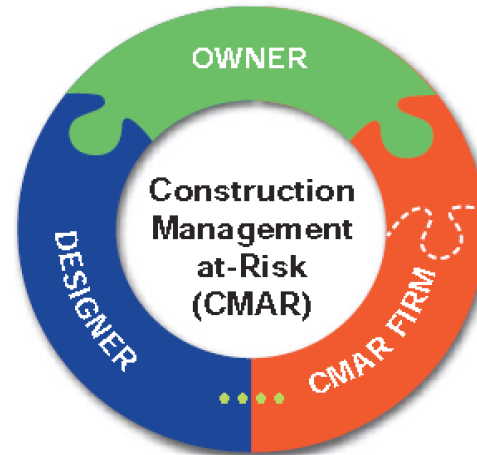 OWNER
Construction
Management
at-Risk
(CMAR)
DESIGNER
CMAR FIRM